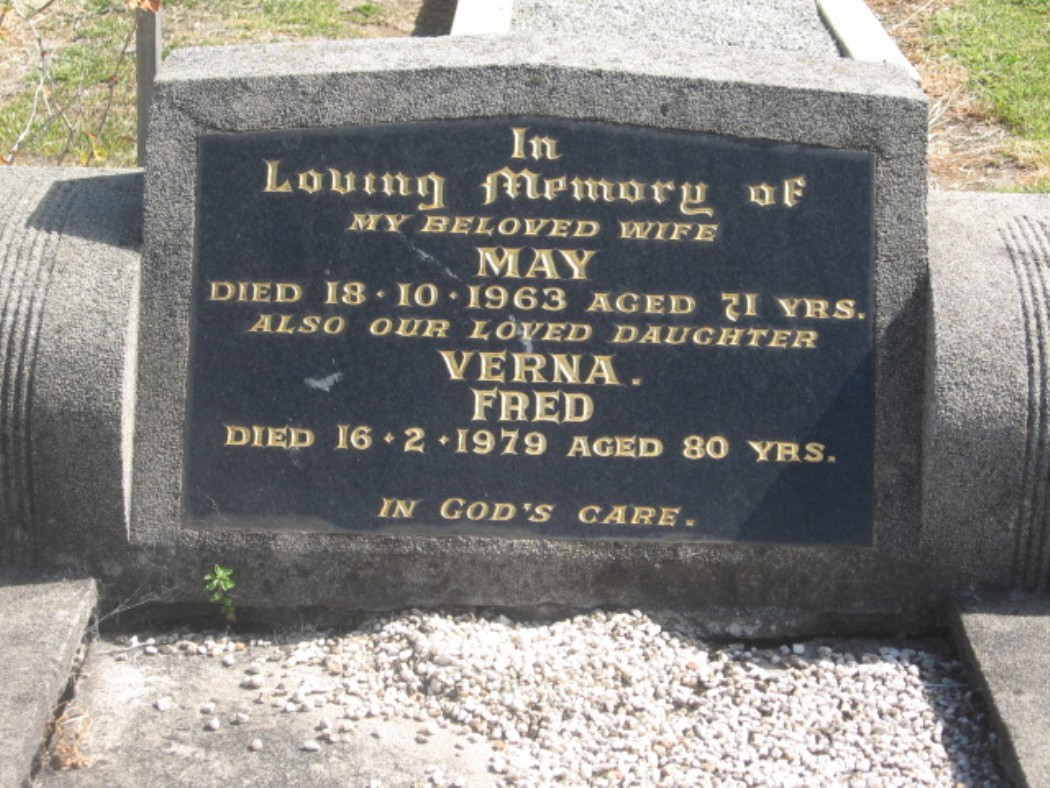 In
Loving Memory of
MY BELOVED WIFE
MAY
DIED 18·10·1963 AGED 71 YRS.
ALSO OUR LOVED DAUGHTER
VERNA.
FRED
DIED 16·2·1979 AGED 80 YRS.
IN GOD'S CARE.